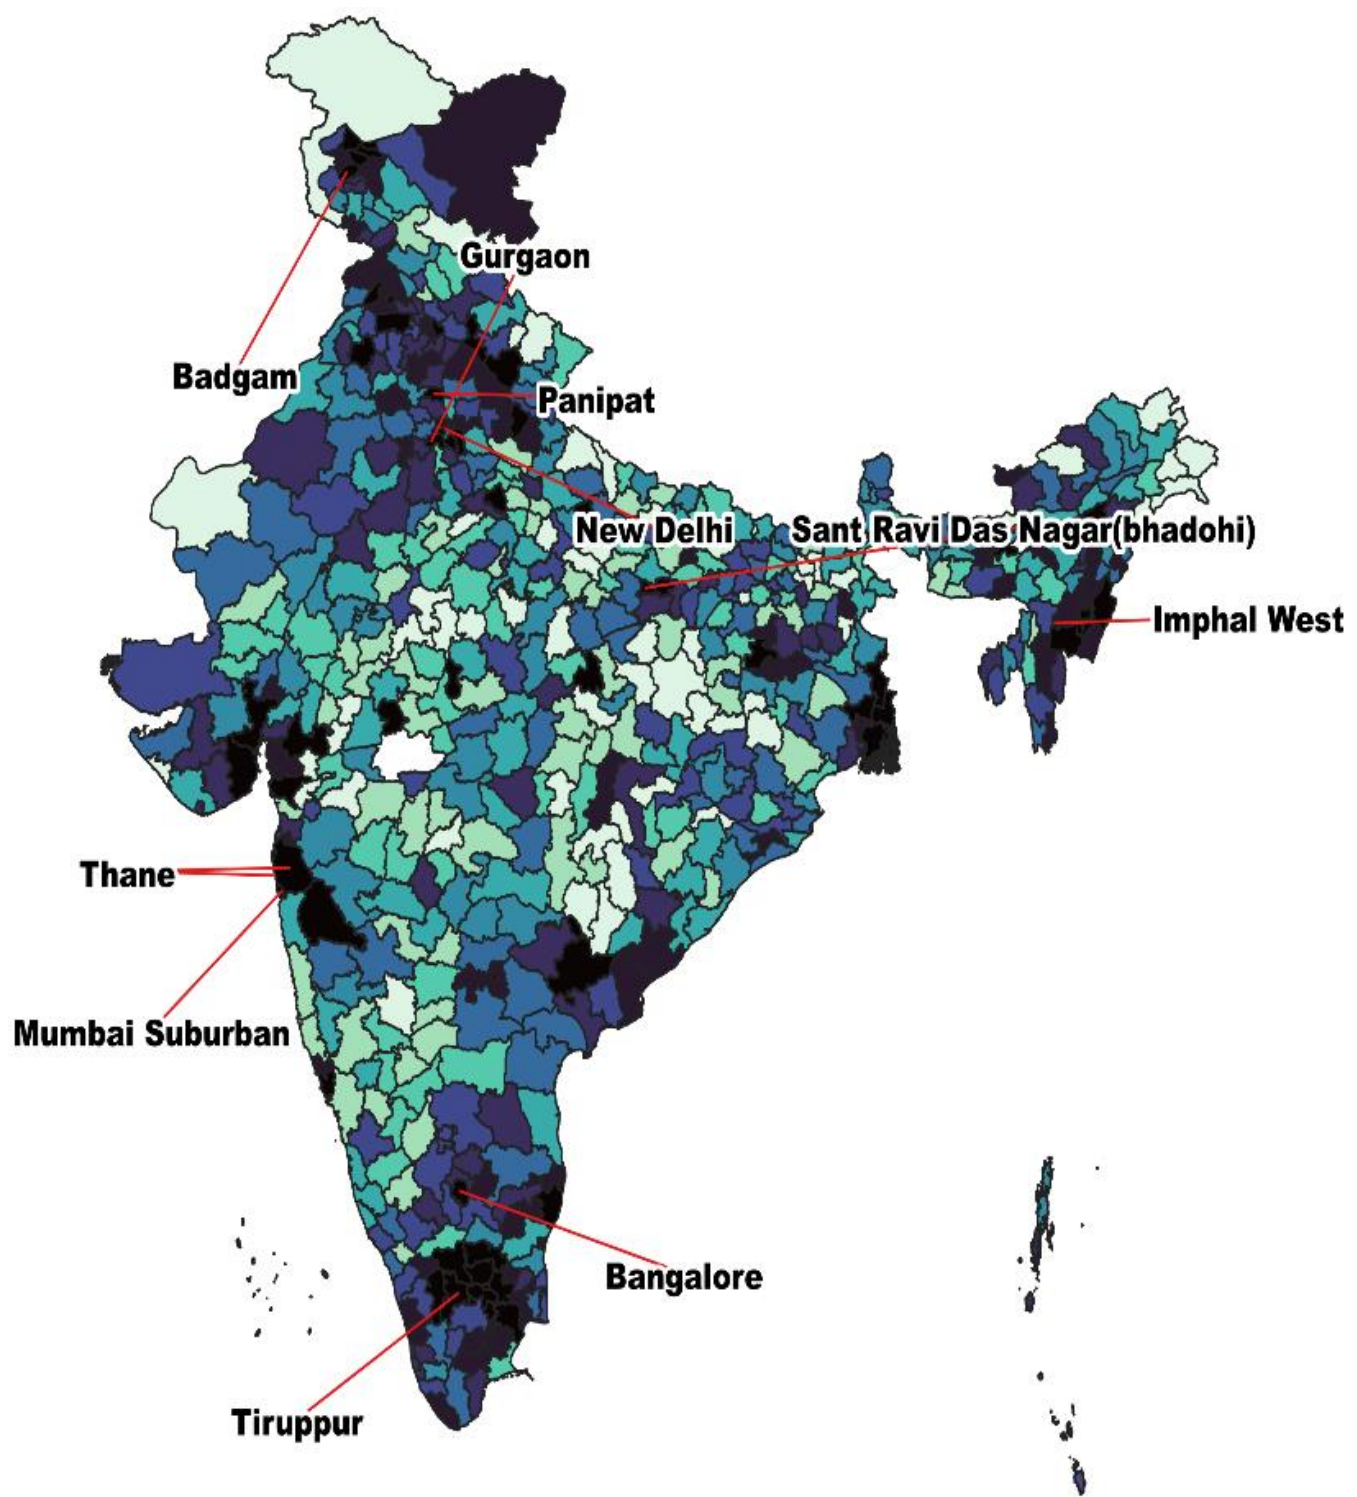 Gurgaon
Badgam
Panipat
New Delhi
Sant Ravi Das Nagar(bhadohi)
Imphal West
Thane
Mumbai Suburban
Bangalore
Tiruppur